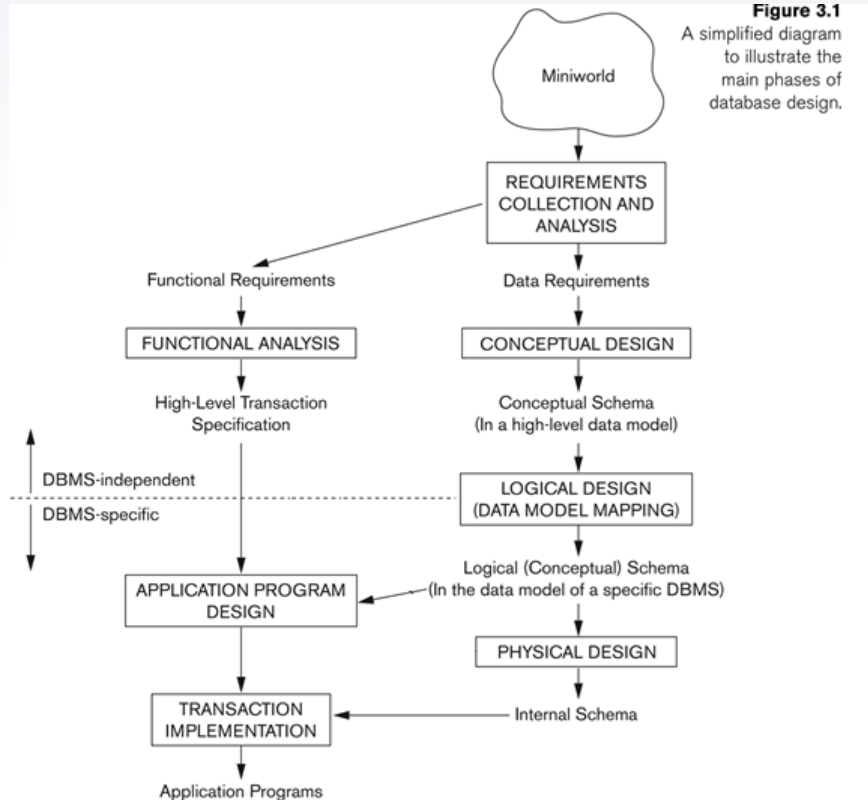 Figure 3.1
A simplified diagram
to illustrate the
main phases of
database design.
Miniworld
REQUIREMENTS
COLLECTION AND
ANALYSIS
Functional Requirements
Data Requirements
FUNCTIONAL ANALYSIS
CONCEPTUAL DESIGN
High-Level Transaction
Specification
Conceptual Schema
(In a high-level data model)
DBMS-independent
DBMS-specific
LOGICAL DESIGN
(DATA MODEL MAPPING)
Logical (Conceptual) Schema
(In the data model of a specific DBMS)
APPLICATION PROGRAM
DESIGN
PHYSICAL DESIGN
Internal Schema
TRANSACTION
IMPLEMENTATION
Application Programs